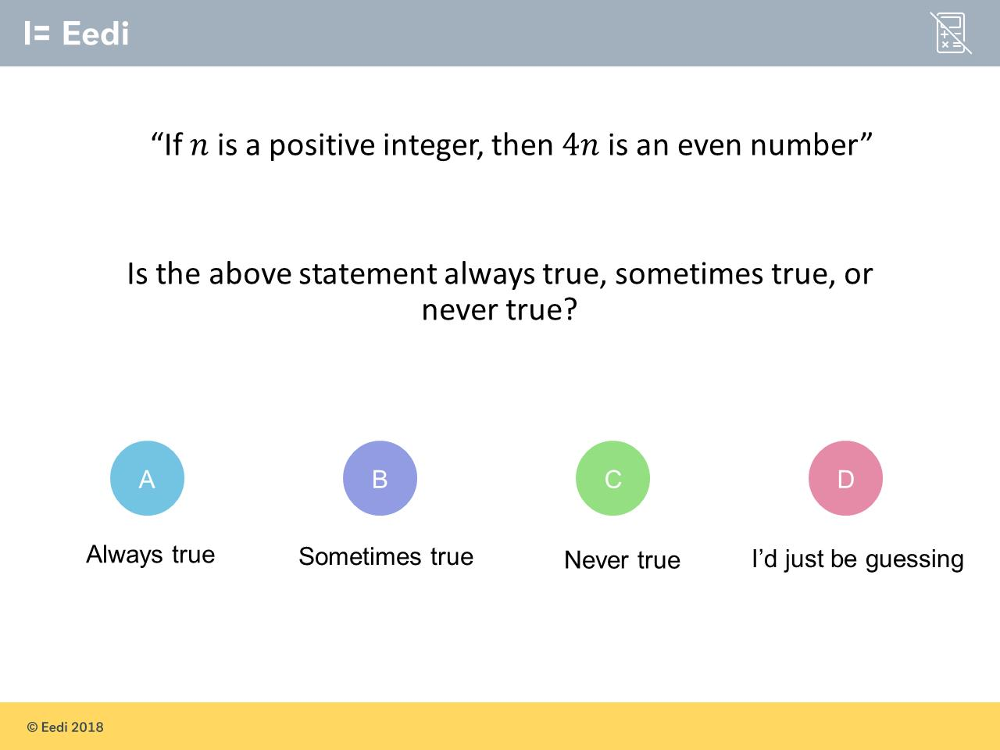 Eedi
“If n is a positive integer, then 4n is an even number”
Is the above statement always true, sometimes true, or
never true?
A
B
C
D
Always true
Sometimes true
Never true
I’d just be guessing
© Eedi 2018